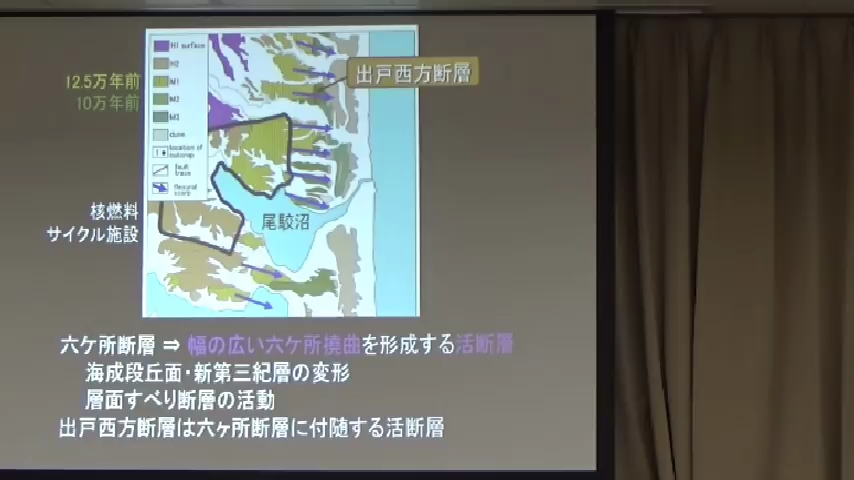 H1 surface
H2
M1
M2
M3
dune
location of outcrop
fault trace
flexural scarp
12.5万年前
10万年前
出戸西方断層
核燃料
サイクル施設
尾鮫沼
六ケ所断層 ⇒ 幅の広い六ケ所撓曲を形成する活断層
海成段丘面・新第三紀層の変形
層面すべり断層の活動
出戸西方断層は六ヶ所断層に付随する活断層